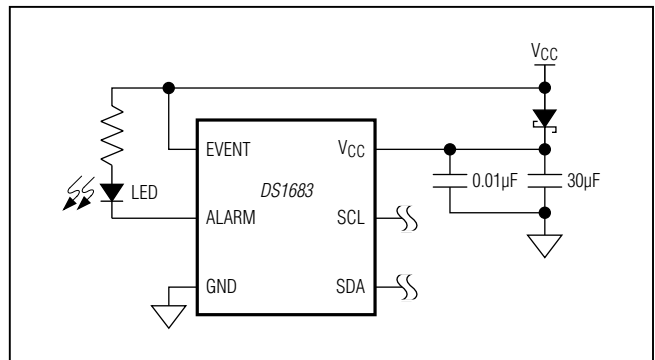 VCC
EVENT
VCC
LED
DS1683
0.01µF
30µF
ALARM
SCL
GND
SDA